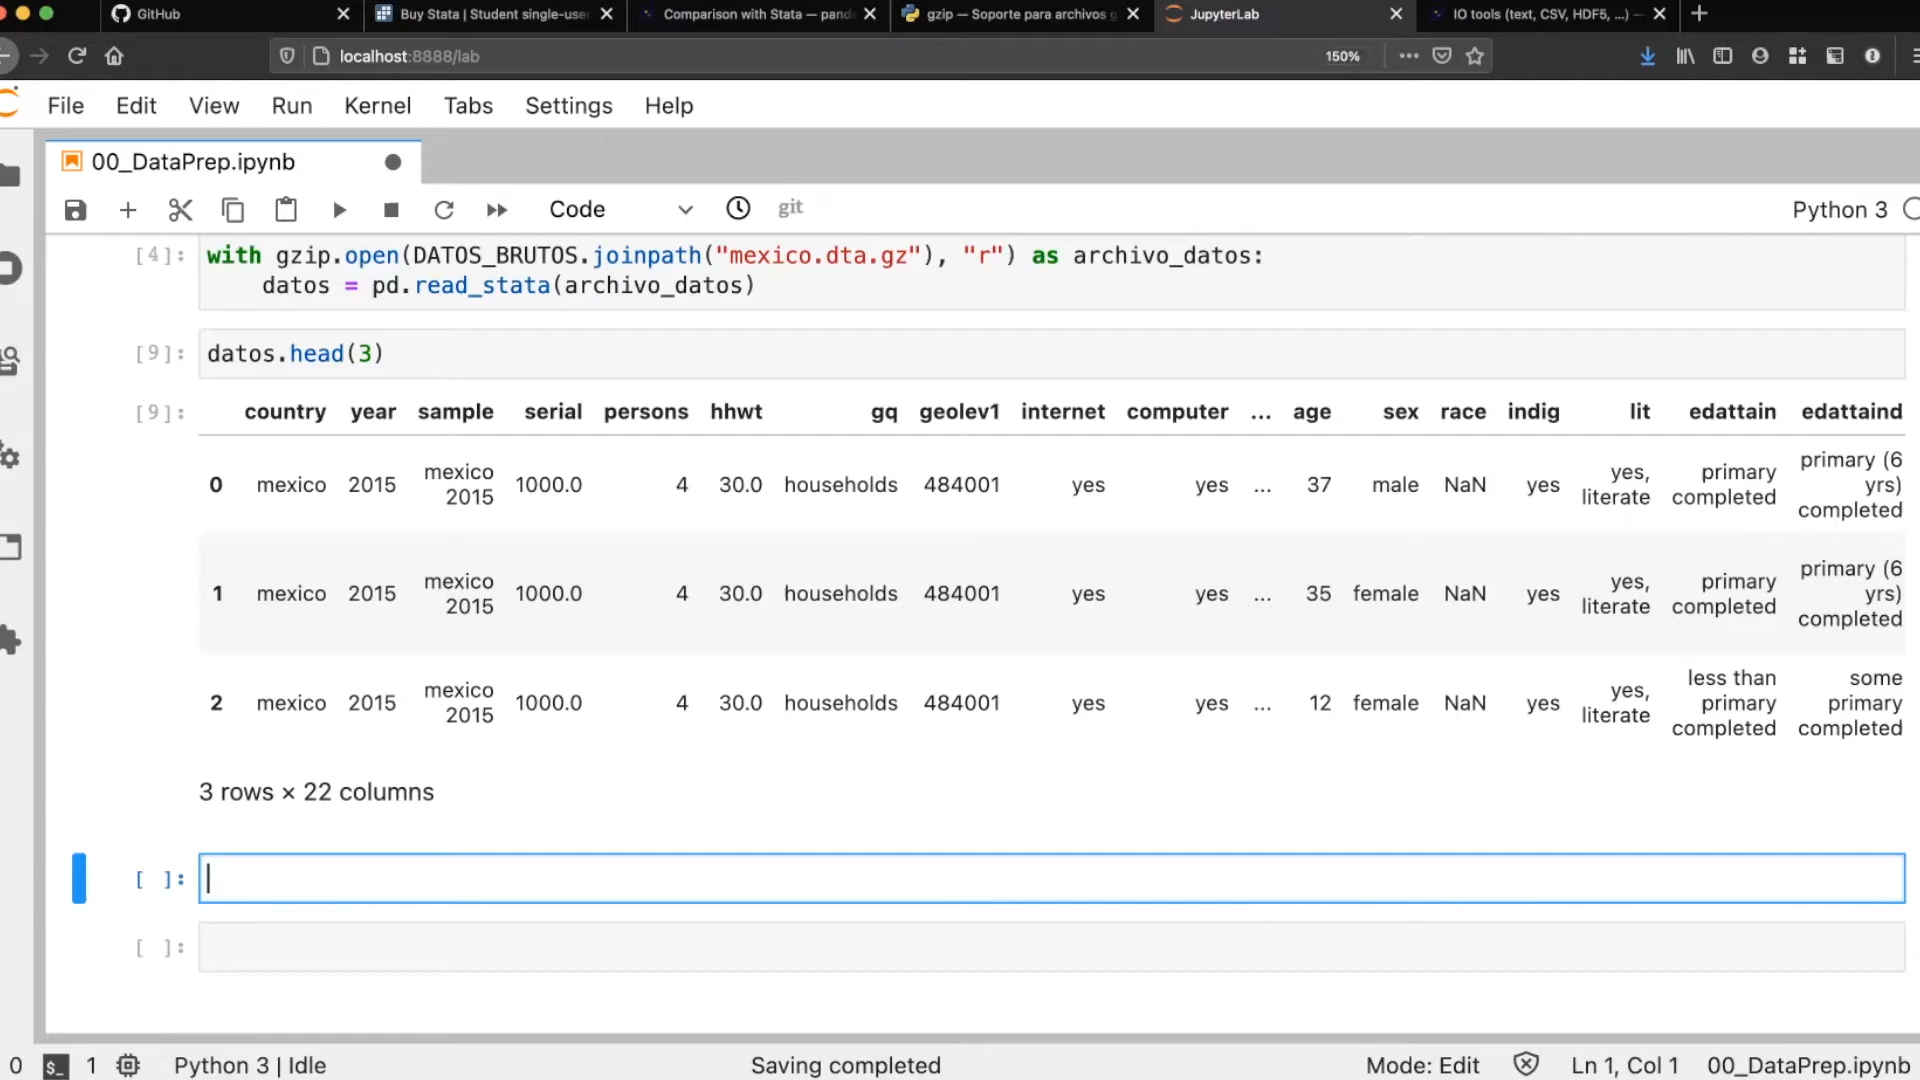 GitHub Buy Stata | Student single-use Comparison with Stata — pand gzip — Soporte para archivos g JupyterLab IO tools (text, CSV, HDF5, ...) —
localhost:8888/lab 150%
File Edit View Run Kernel Tabs Settings Help
00_DataPrep.ipynb
Code git Python 3
[4]: with gzip.open(DATOS_BRUTOS.joinpath("mexico.dta.gz"), "r") as archivo_datos:
datos = pd.read_stata(archivo_datos)
[9]: datos.head(3)
[9]: country year sample serial persons hhwt gq geolev1 internet computer ... age sex race indig lit edattain edattaind
0 mexico 2015 mexico 2015 1000.0 4 30.0 households 484001 yes yes ... 37 male NaN yes yes, literate primary completed primary (6 yrs) completed
1 mexico 2015 mexico 2015 1000.0 4 30.0 households 484001 yes yes ... 35 female NaN yes yes, literate primary completed primary (6 yrs) completed
2 mexico 2015 mexico 2015 1000.0 4 30.0 households 484001 yes yes ... 12 female NaN yes yes, literate less than primary completed some primary completed
3 rows × 22 columns
[ ]:
[ ]:
0 $_ 1 Python 3 | Idle Saving completed Mode: Edit Ln 1, Col 1 00_DataPrep.ipynb